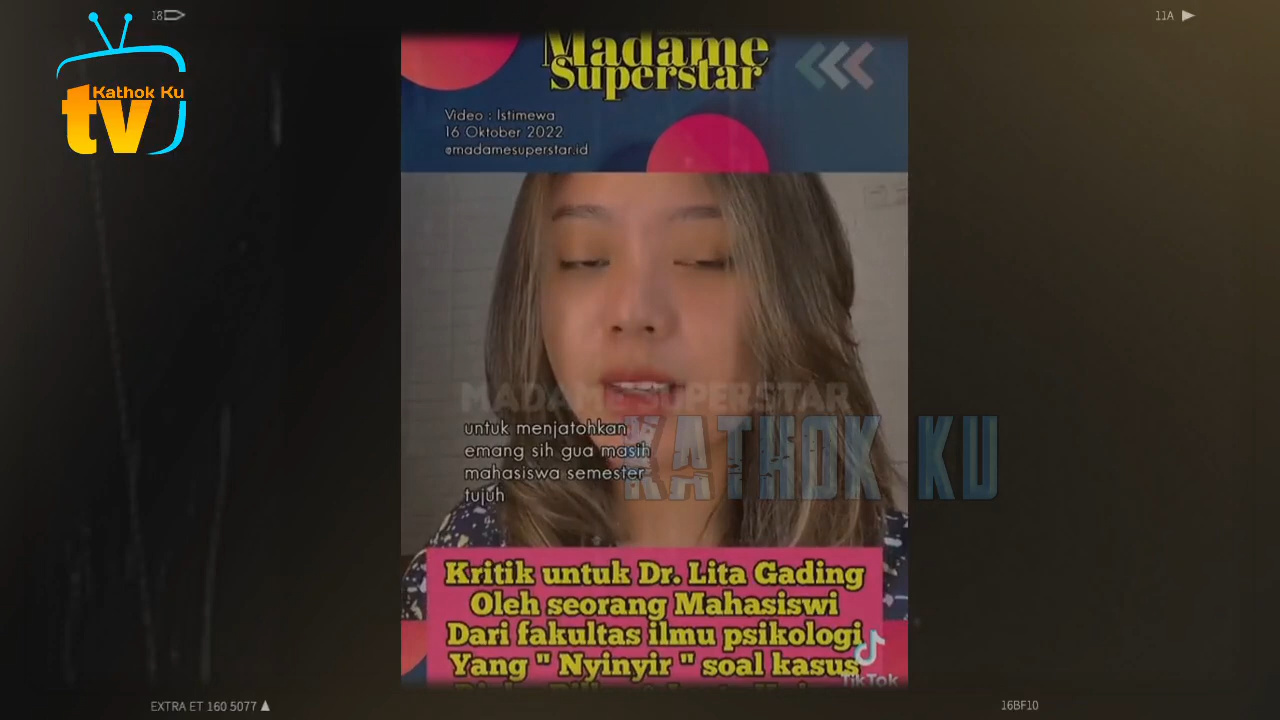 18
11A
Kathok Ku
tv
Madame
Superstar
Video : Istimewa
16 Oktober 2022
@madamesuperstar.id
MADAME SUPERSTAR
untuk menjatohkan
emang sih gua masih
mahasiswa semester
tujuh
KATHOK KU
Kritik untuk Dr. Lita Gading
Oleh seorang Mahasiswi
Dari fakultas ilmu psikologi
Yang " Nyinyir " soal kasus
TikTok
EXTRA ET 160 5077
16BF10